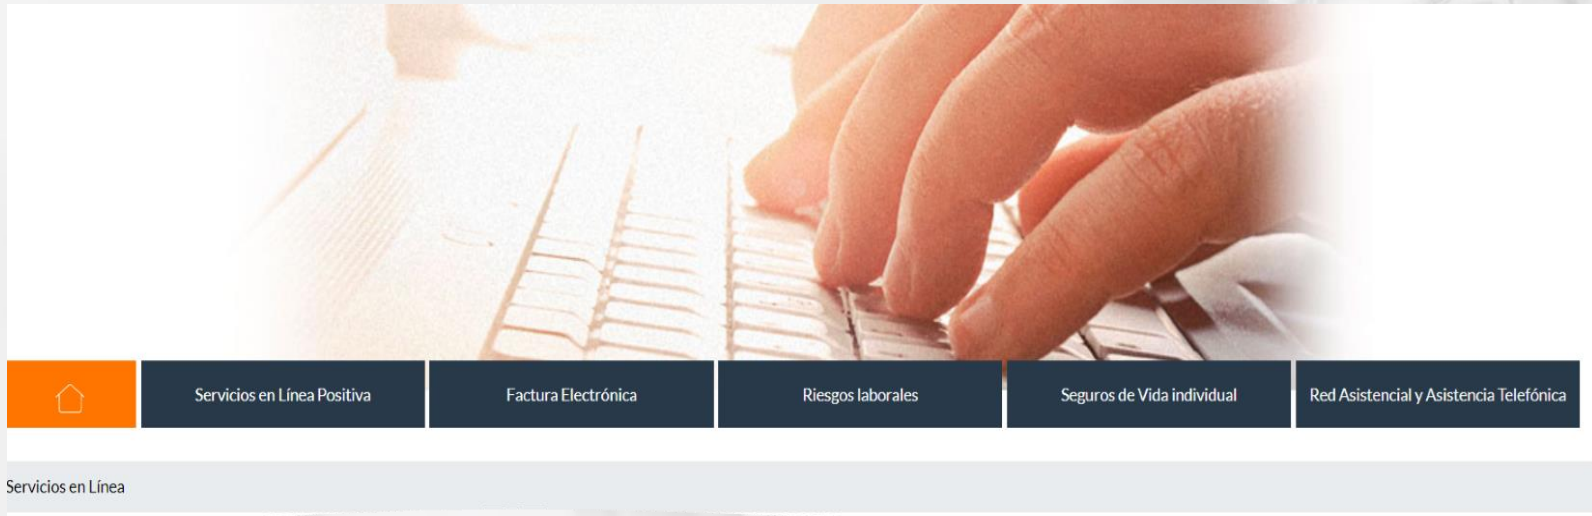 Servicios en Línea Positiva
Factura Electrónica
Riesgos laborales
Seguros de Vida individual
Red Asistencial y Asistencia Telefónica
Servicios en Línea